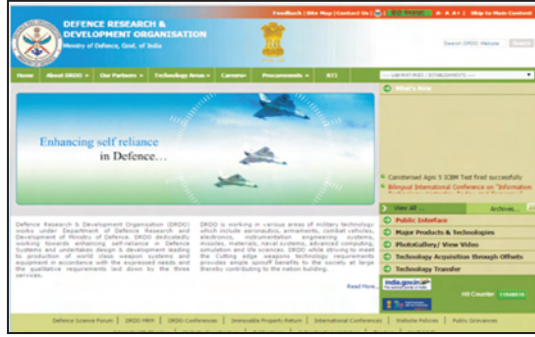 Feedback | Site Map | Contact Us |
A- A A+ | Skip to Main Content
DEFENCE RESEARCH &
DEVELOPMENT ORGANISATION
Ministry of Defence, Govt. of India
Search DRDO Website
Home About DRDO Our Partners Technology Areas Careers Procurements RTI
What's New
Enhancing self reliance
in Defence...
Canisterised Agni 5 ICBM Test fired successfully
Bilingual International Conference on "Information
View All ... Archives...
Public Interface
Major Products & Technologies
PhotoGallery/ View Video
Technology Acquisition through Offsets
Technology Transfer
Defence Research & Development Organisation (DRDO)
works under Department of Defence Research and
Development of Ministry of Defence. DRDO dedicatedly
working towards enhancing self-reliance in Defence
Systems and undertakes design & development leading
to production of world class weapon systems and
equipment in accordance with the expressed needs and
the qualitative requirements laid down by the three
services.
DRDO is working in various areas of military technology
which include aeronautics, armaments, combat vehicles,
electronics, instrumentation engineering systems,
missiles, materials, naval systems, advanced computing,
simulation and life sciences. DRDO while striving to meet
the Cutting edge weapons technology requirements
provides ample spinoff benefits to the society at large
thereby contributing to the nation building.
Read More...
india.gov.in
Hit Counter
Defence Science Forum | DRDO HRM | DRDO Conferences | Immovable Property Return | International Conferences | Website Policies | Public Grievances